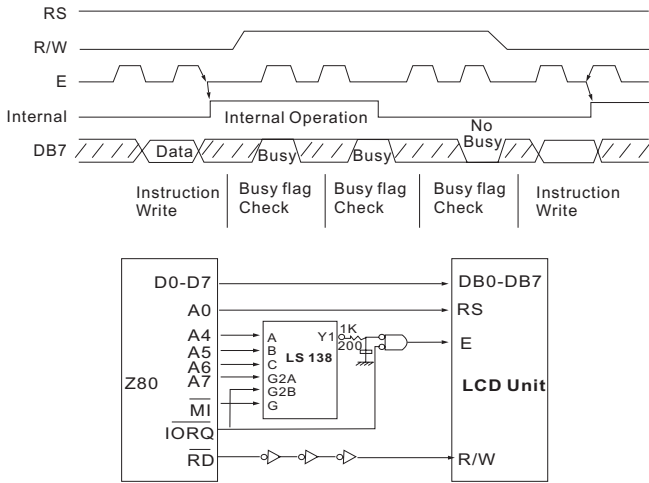 RS
R/W
E
Internal
Internal Operation
DB7
Data
Busy
Busy
No
Busy
Instruction
Write
Busy flag
Check
Busy flag
Check
Busy flag
Check
Instruction
Write
D0-D7
A0
A4
A5
A6
A7
Z80
MI
IORQ
RD
A
B
C
G2A
G2B
G
LS 138
Y1
1K
200
DB0-DB7
RS
E
LCD Unit
R/W